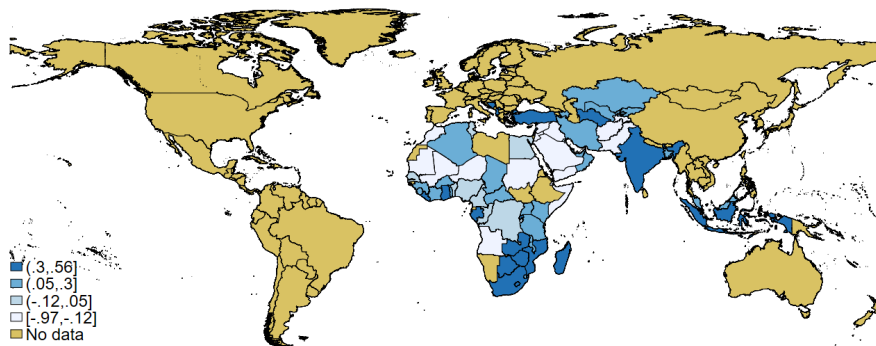 (.3,.56]
(.05,.3]
(-.12,.05]
[-.97,-.12]
No data